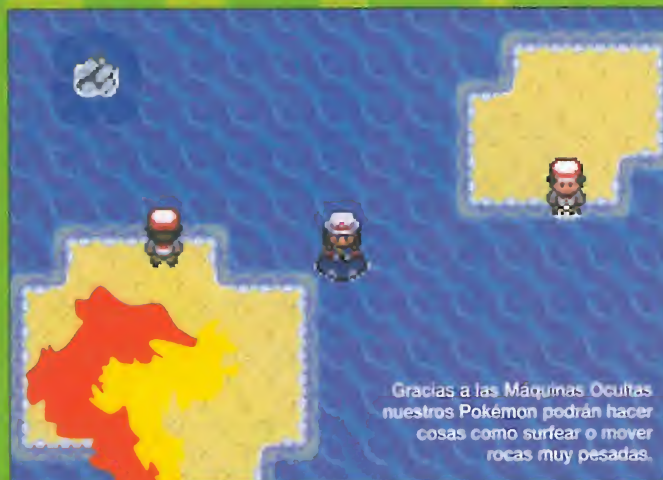 Gracias a las Máquinas Ocultas
nuestros Pokémon podrán hacer
cosas como surfear o mover
rocas muy pesadas.